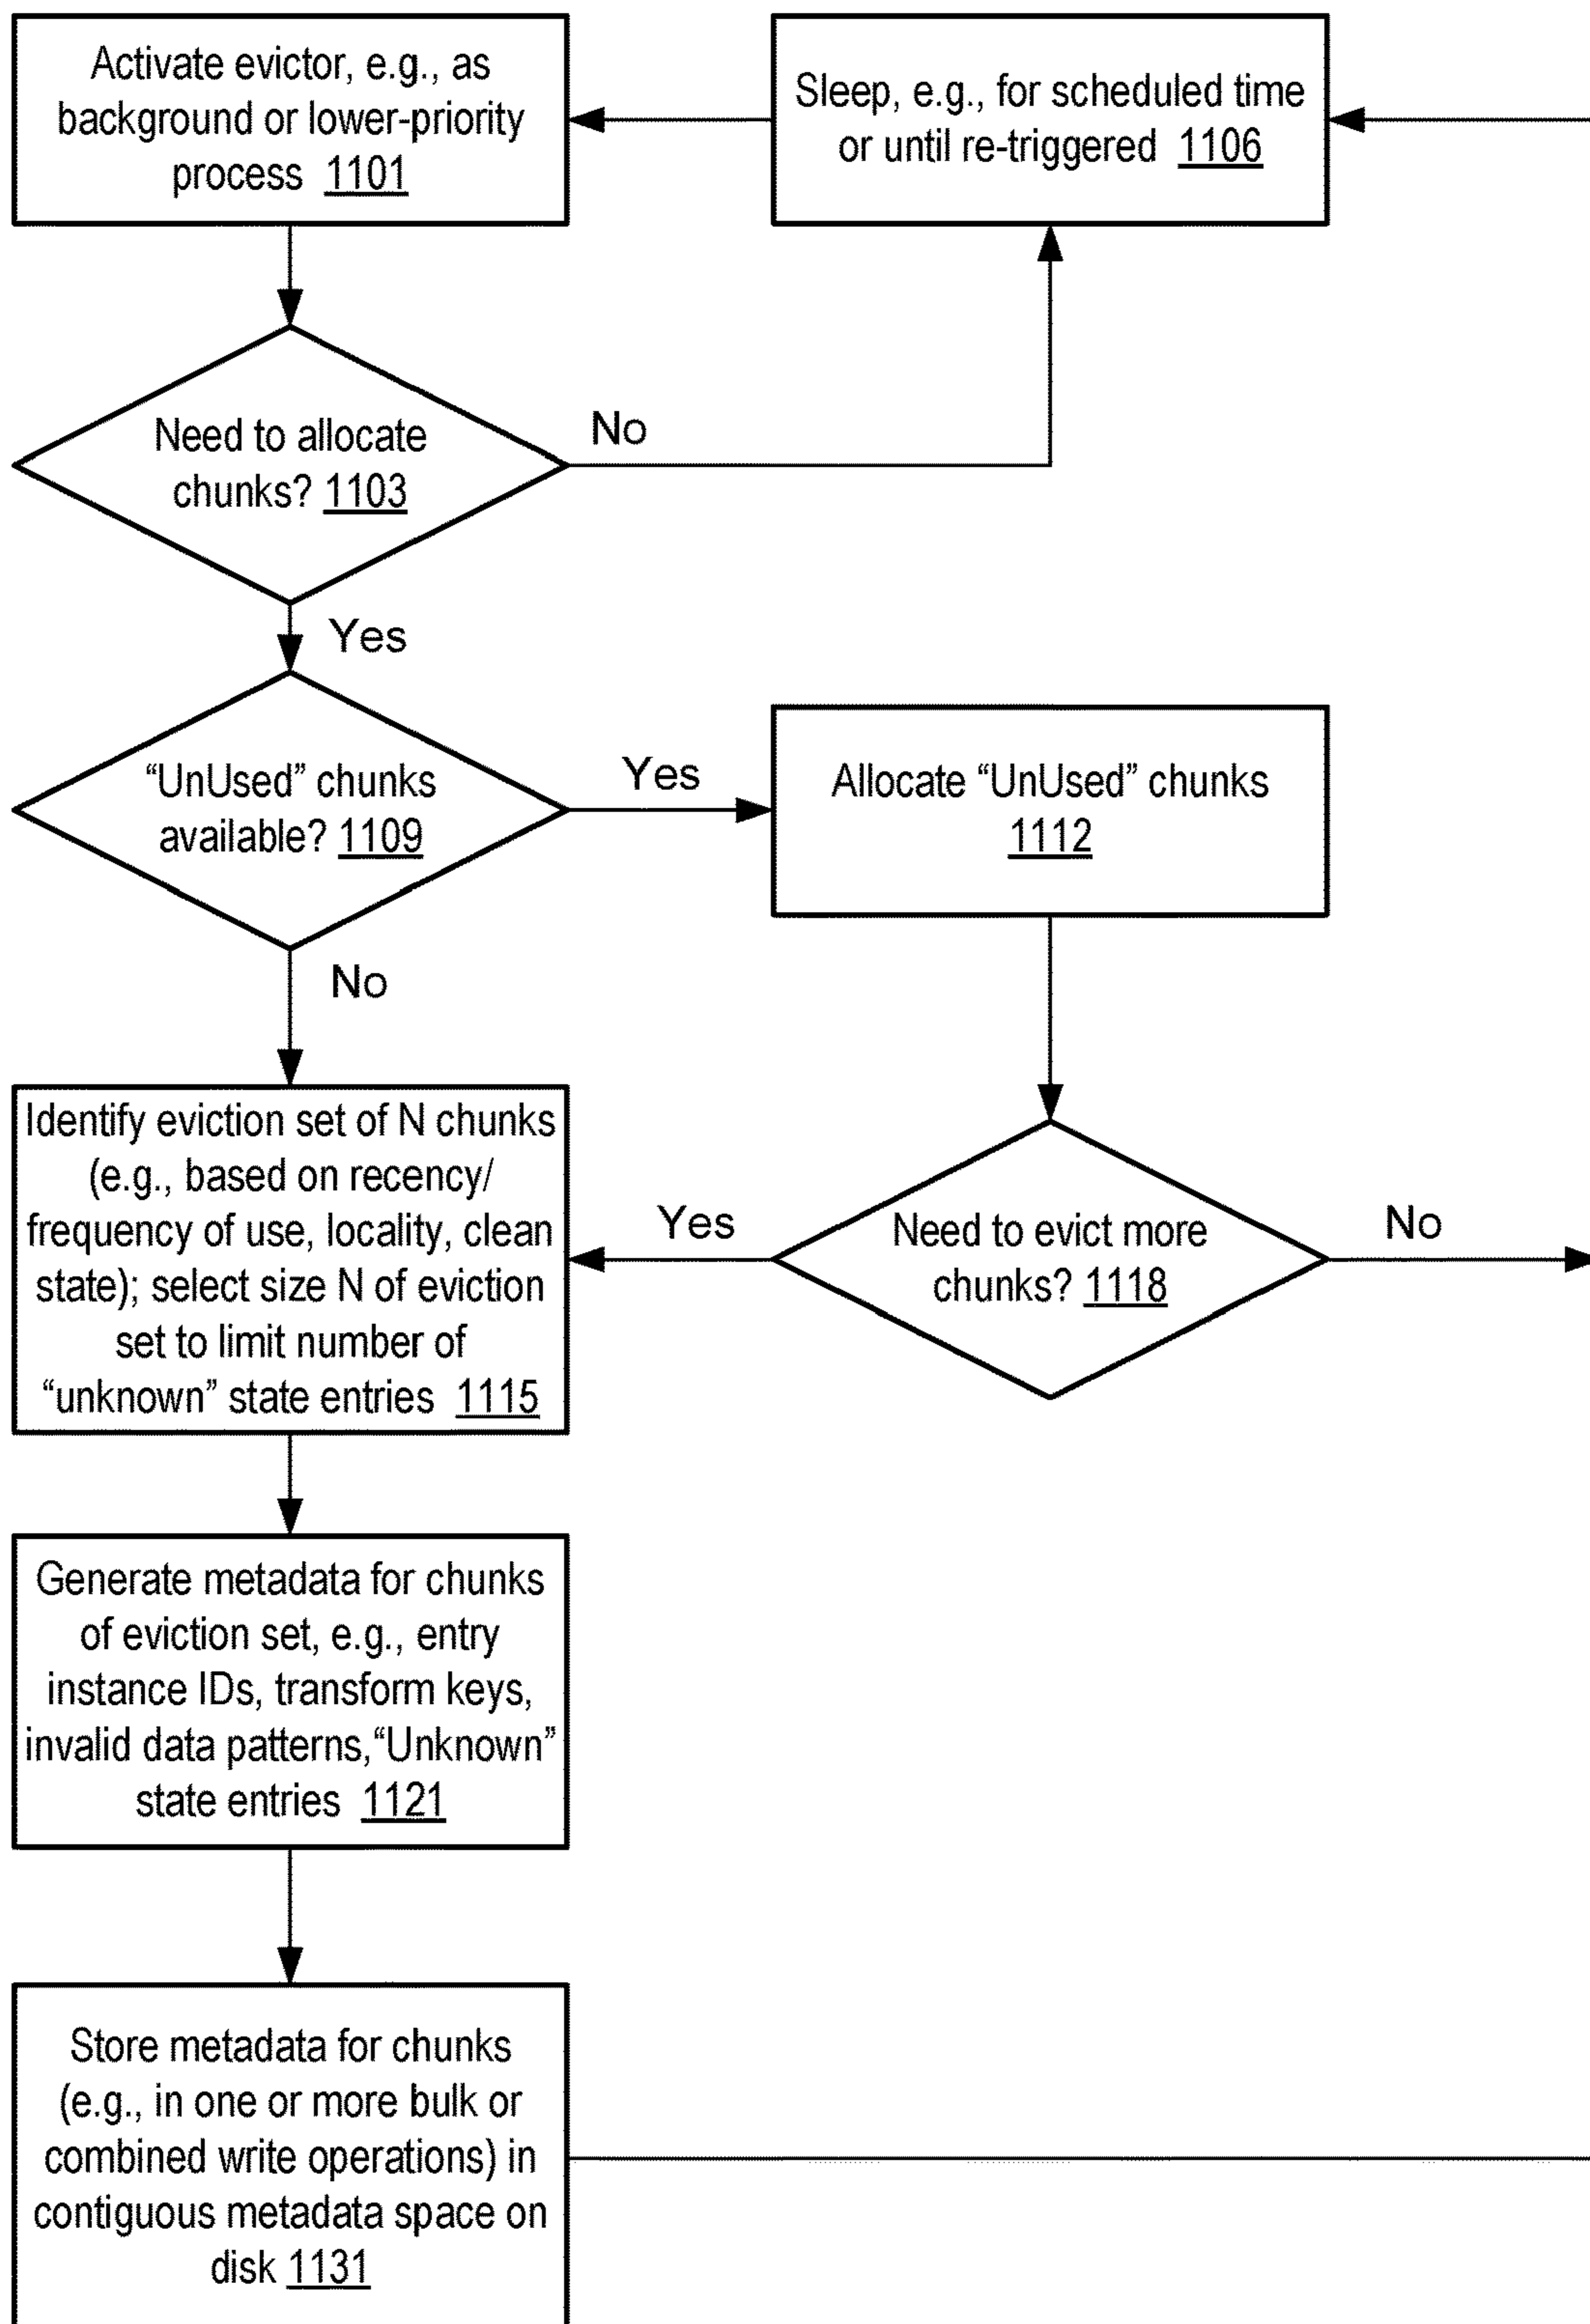 Activate evictor, e.g., as
background or lower-priority
process 1101
Sleep, e.g., for scheduled time
or until re-triggered 1106
Need to allocate
chunks? 1103
No
Yes
“UnUsed” chunks
available? 1109
Yes
Allocate “UnUsed” chunks
1112
No
Identify eviction set of N chunks
(e.g., based on recency/
frequency of use, locality, clean
state); select size N of eviction
set to limit number of
“unknown” state entries 1115
Yes
Need to evict more
chunks? 1118
No
Generate metadata for chunks
of eviction set, e.g., entry
instance IDs, transform keys,
invalid data patterns,“Unknown”
state entries 1121
Store metadata for chunks
(e.g., in one or more bulk or
combined write operations) in
contiguous metadata space on
disk 1131